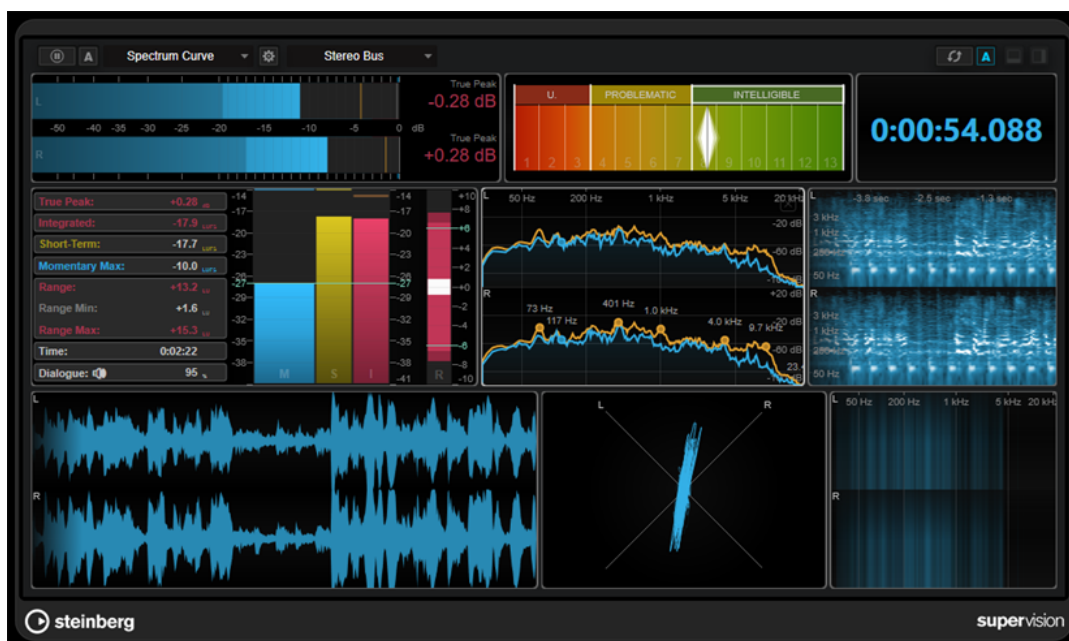 A Spectrum Curve Stereo Bus A
True Peak
-0.28 dB
L
-50 -40 -35 -30 -25 -20 -15 -10 -5 0 dB
True Peak
+0.28 dB
R
U. PROBLEMATIC INTELLIGIBLE
1 2 3 4 5 6 7 9 10 11 12 13
0:00:54.088
True Peak: +0.28 dB
Integrated: -17.9 LUFS
Short-Term: -17.7 LUFS
Momentary Max: -10.0 LUFS
Range: +13.2 LU
Range Min: +1.6 LU
Range Max: +15.3 LU
Time: 0:02:22
Dialogue: 95 %
-14 -14 +10
-17 -17 +8
+6
-20 -20 +4
-23 -23 +2
-27 -27 +0
-29 -29 -2
-32 -32 -4
-35 -35 -6
-38 -38 -8
-41 -10
M S I R
L 50 Hz 200 Hz 1 kHz 5 kHz 20 kHz
-20 dB
-60 dB
R +20 dB
73 Hz 117 Hz 401 Hz 1.0 kHz 4.0 kHz 9.7 kHz
-20 dB
-60 dB
L -3.8 sec -2.5 sec -1.3 sec
3 kHz
1 kHz
50 Hz
R
3 kHz
1 kHz
50 Hz
L
R
L R
L 50 Hz 200 Hz 1 kHz 5 kHz 20 kHz
R
steinberg
supervision